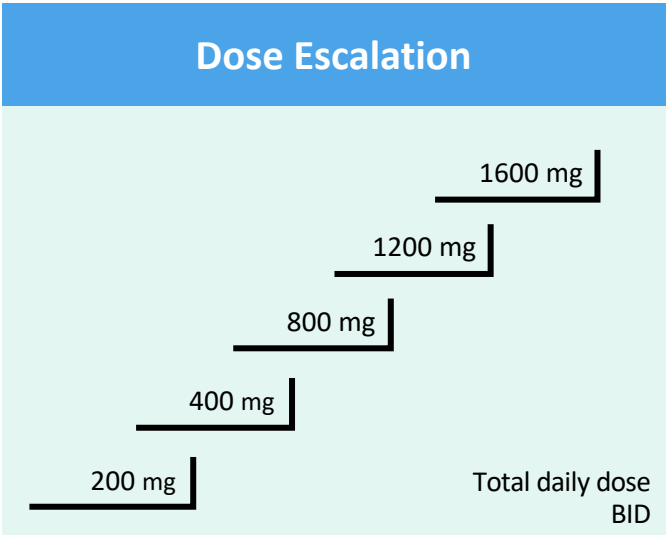 Dose Escalation
1600 mg
1200 mg
800 mg
400 mg
200 mg
Total daily dose
BID